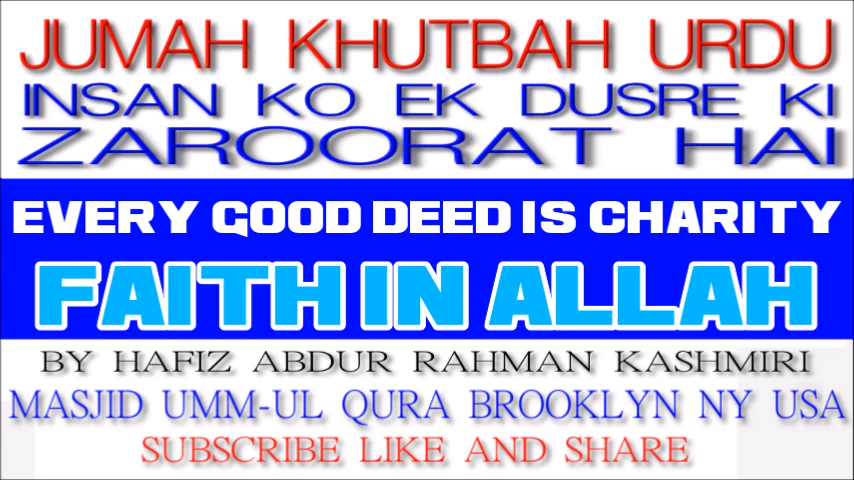 JUMAH KHUTBAH URDU
INSAN KO EK DUSRE KI
ZAROORAT HAI
EVERY GOOD DEED IS CHARITY
FAITH IN ALLAH
BY HAFIZ ABDUR RAHMAN KASHMIRI
MASJID UMM-UL QURA BROOKLYN NY USA
SUBSCRIBE LIKE AND SHARE